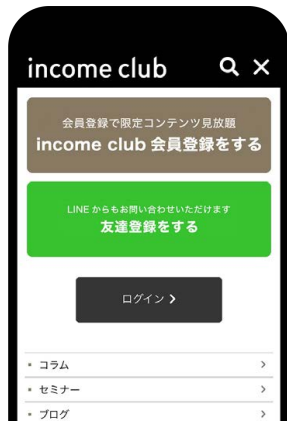 income club
会員登録で限定コンテンツ見放題
income club 会員登録をする
LINE からもお問い合わせいただけます
友達登録をする
ログイン
コラム
セミナー
ブログ